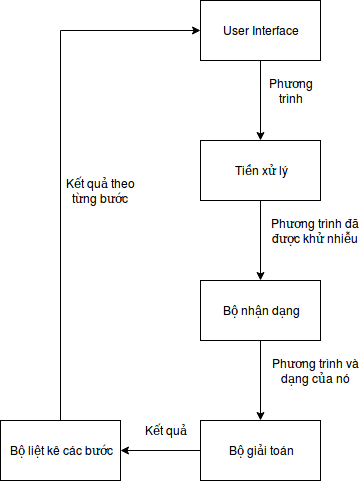 User Interface
Phương
trình
Tiền xử lý
Kết quả theo
từng bước
Phương trình đã
được khử nhiễu
Bộ nhận dạng
Phương trình và
dạng của nó
Kết quả
Bộ liệt kê các bước
Bộ giải toán